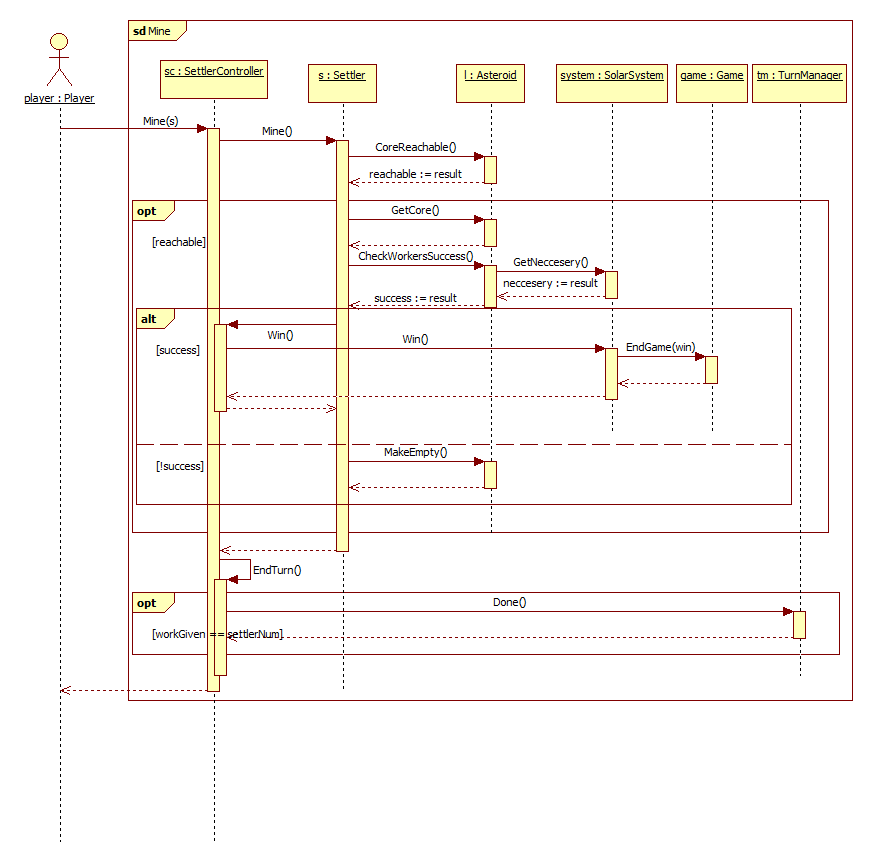 sd Mine
player : Player
sc : SettlerController
s : Settler
l : Asteroid
system : SolarSystem
game : Game
tm : TurnManager
Mine(s)
Mine()
CoreReachable()
reachable := result
opt
GetCore()
[reachable]
CheckWorkersSuccess()
GetNeccesery()
neccesery := result
success := result
alt
Win()
Win()
[success]
EndGame(win)
MakeEmpty()
[!success]
EndTurn()
opt
Done()
[workGiven == settlerNum]